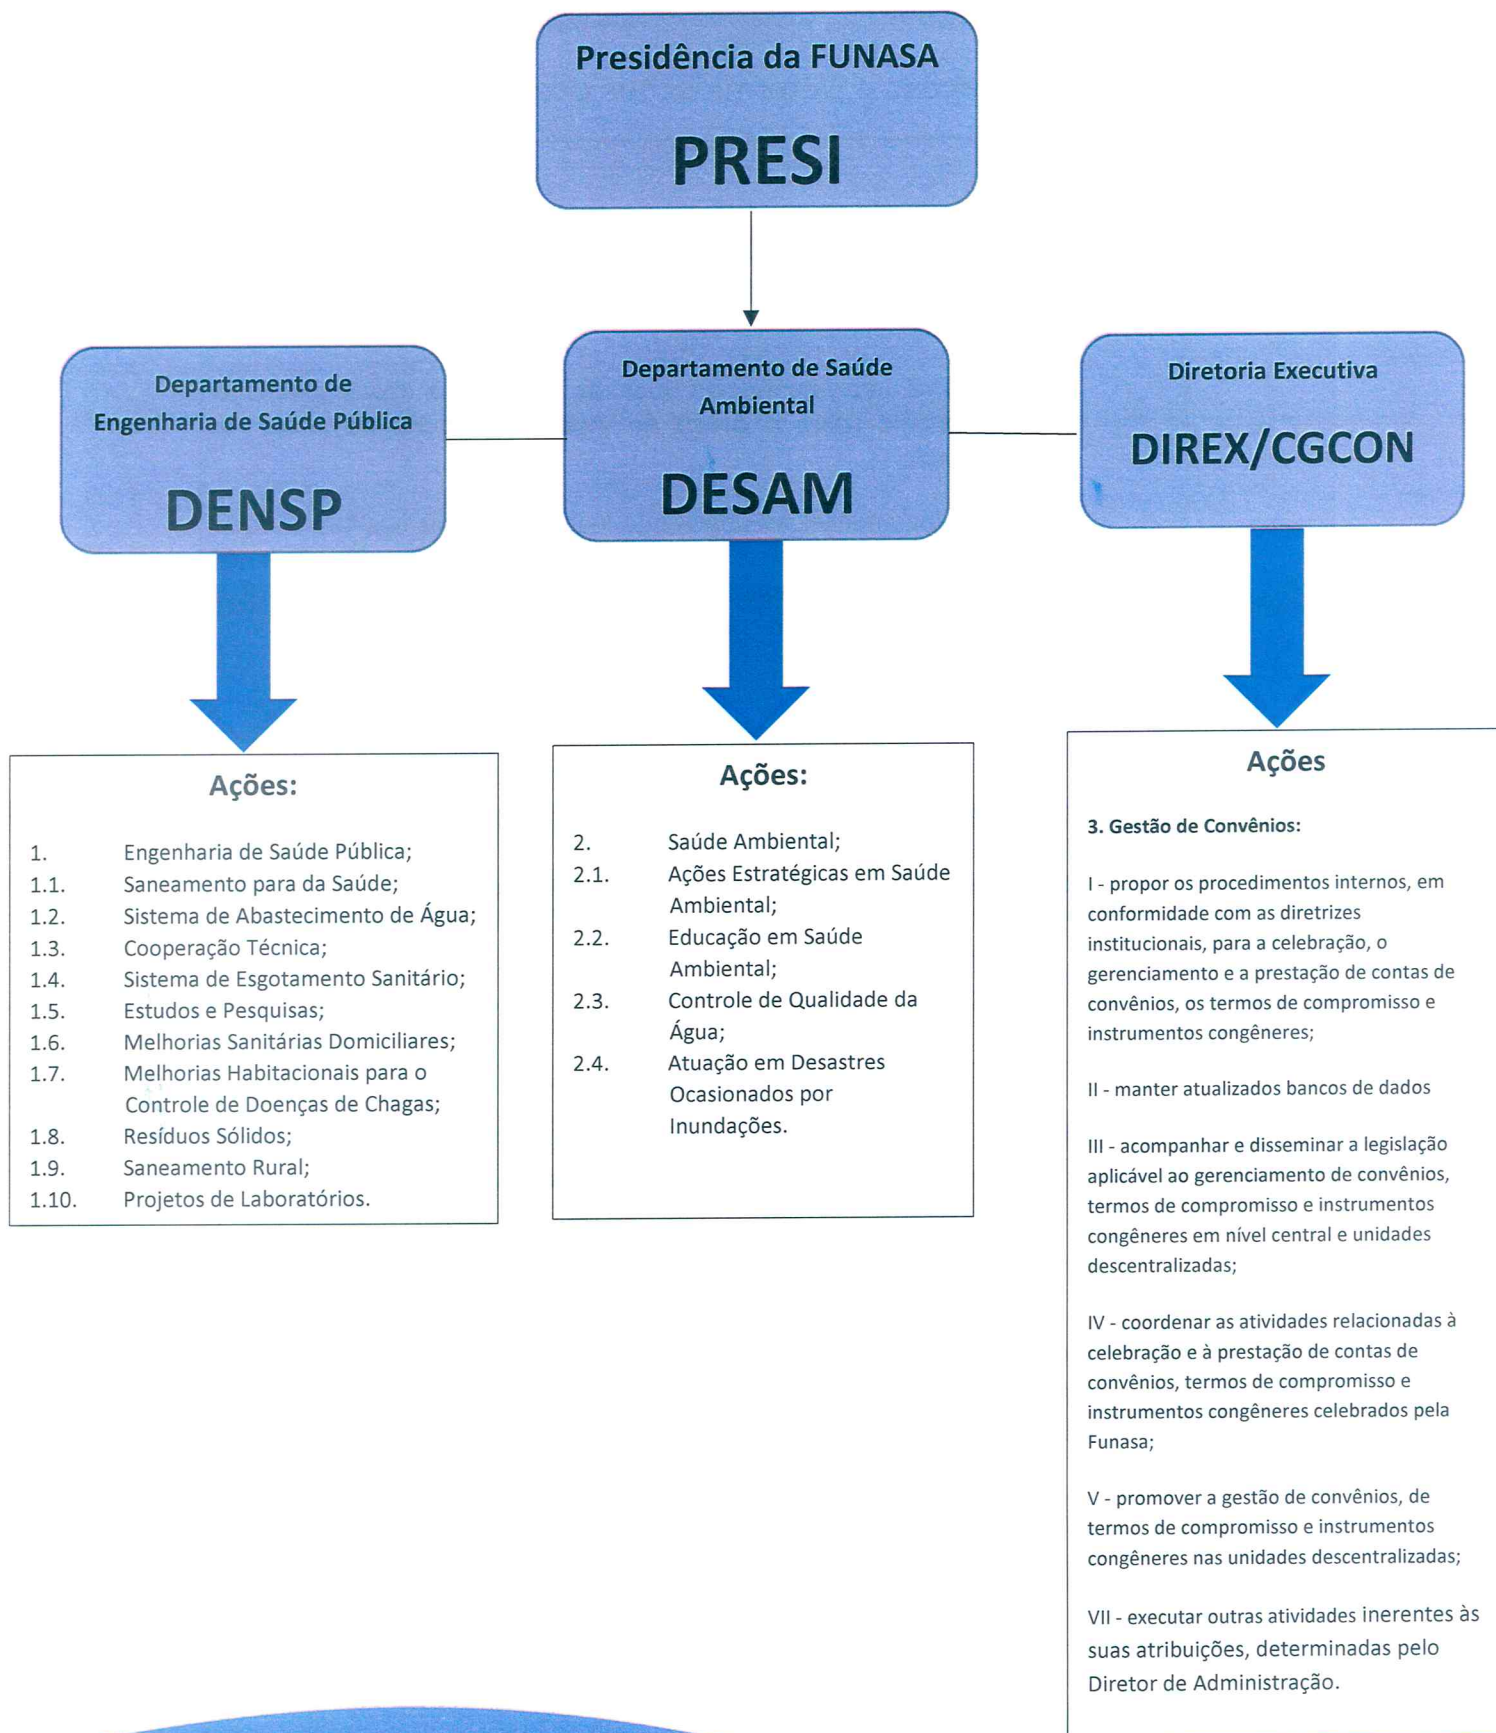 Presidência da FUNASA
PRESI
Departamento de
Engenharia de Saúde Pública
DENSP
Departamento de Saúde
Ambiental
DESAM
Diretoria Executiva
DIREX/CGCON
Ações:
1. Engenharia de Saúde Pública;
1.1. Saneamento para da Saúde;
1.2. Sistema de Abastecimento de Água;
1.3. Cooperação Técnica;
1.4. Sistema de Esgotamento Sanitário;
1.5. Estudos e Pesquisas;
1.6. Melhorias Sanitárias Domiciliares;
1.7. Melhorias Habitacionais para o
Controle de Doenças de Chagas;
1.8. Resíduos Sólidos;
1.9. Saneamento Rural;
1.10. Projetos de Laboratórios.
Ações:
2. Saúde Ambiental;
2.1. Ações Estratégicas em Saúde
Ambiental;
2.2. Educação em Saúde
Ambiental;
2.3. Controle de Qualidade da
Água;
2.4. Atuação em Desastres
Ocasionados por
Inundações.
Ações
3. Gestão de Convênios:
I - propor os procedimentos internos, em
conformidade com as diretrizes
institucionais, para a celebração, o
gerenciamento e a prestação de contas de
convênios, os termos de compromisso e
instrumentos congêneres;
II - manter atualizados bancos de dados
III - acompanhar e disseminar a legislação
aplicável ao gerenciamento de convênios,
termos de compromisso e instrumentos
congêneres em nível central e unidades
descentralizadas;
IV - coordenar as atividades relacionadas à
celebração e à prestação de contas de
convênios, termos de compromisso e
instrumentos congêneres celebrados pela
Funasa;
V - promover a gestão de convênios, de
termos de compromisso e instrumentos
congêneres nas unidades descentralizadas;
VII - executar outras atividades inerentes às
suas atribuições, determinadas pelo
Diretor de Administração.